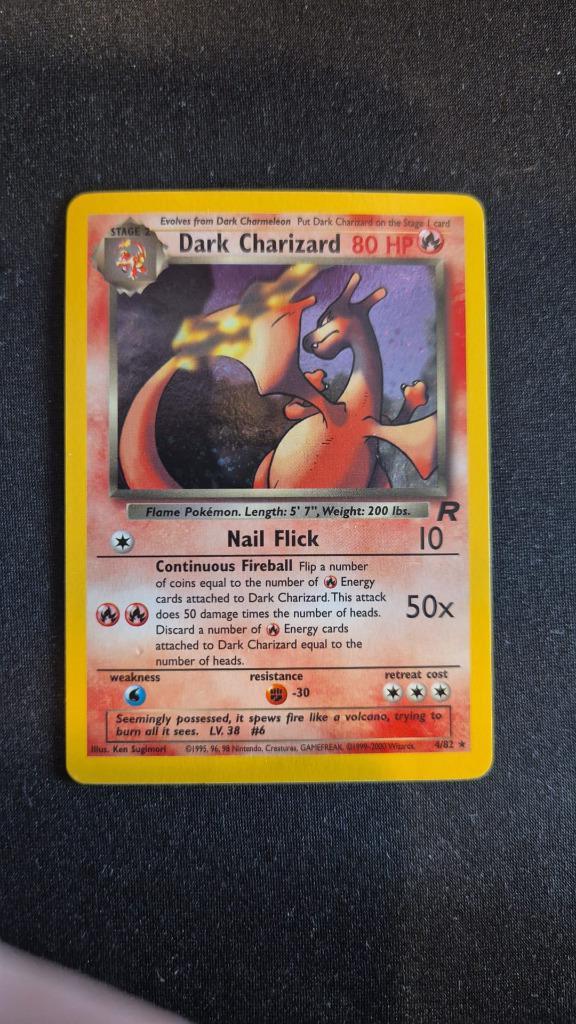 Evolves from Dark Charmeleon Put Dark Charizard on the Stage 1 card
STAGE 2
Dark Charizard 80 HP
Flame Pokémon. Length: 5' 7", Weight: 200 lbs.
R
Nail Flick 10
Continuous Fireball Flip a number
of coins equal to the number of Energy
cards attached to Dark Charizard. This attack
does 50 damage times the number of heads.
Discard a number of Energy cards
attached to Dark Charizard equal to the
number of heads.
50x
weakness resistance retreat cost
-30
Seemingly possessed, it spews fire like a volcano, trying to
burn all it sees. LV. 38 #6
Illus. Ken Sugimori ©1995, 96, 98 Nintendo, Creatures, GAMEFREAK. ©1999-2000 Wizards. 4/82 ★